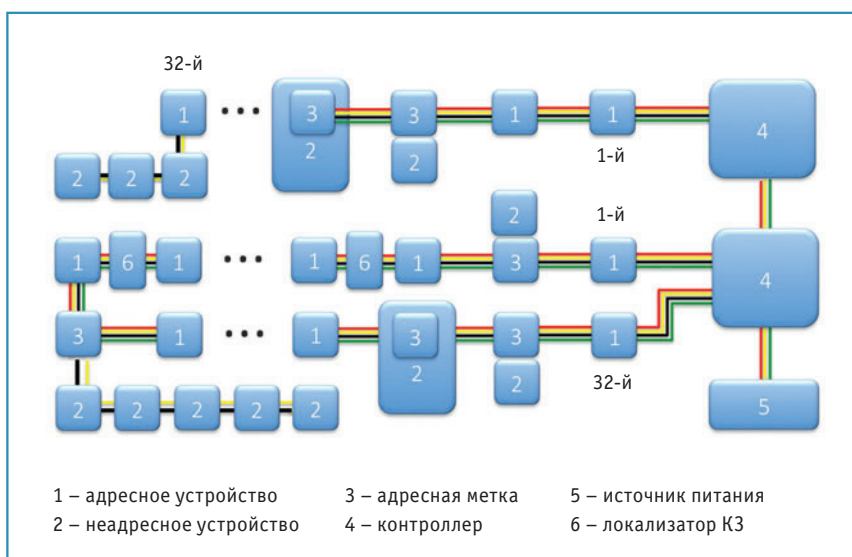 32-й
1 3 3 1 1 4
2 2 1-й
2 2 2
2 1-й
1 6 1 1 6 1 3 1 4
3 1 1 3 3 1
2 2 32-й
2 2 2 2 2 5
1 – адресное устройство 3 – адресная метка 5 – источник питания
2 – неадресное устройство 4 – контроллер 6 – локализатор КЗ